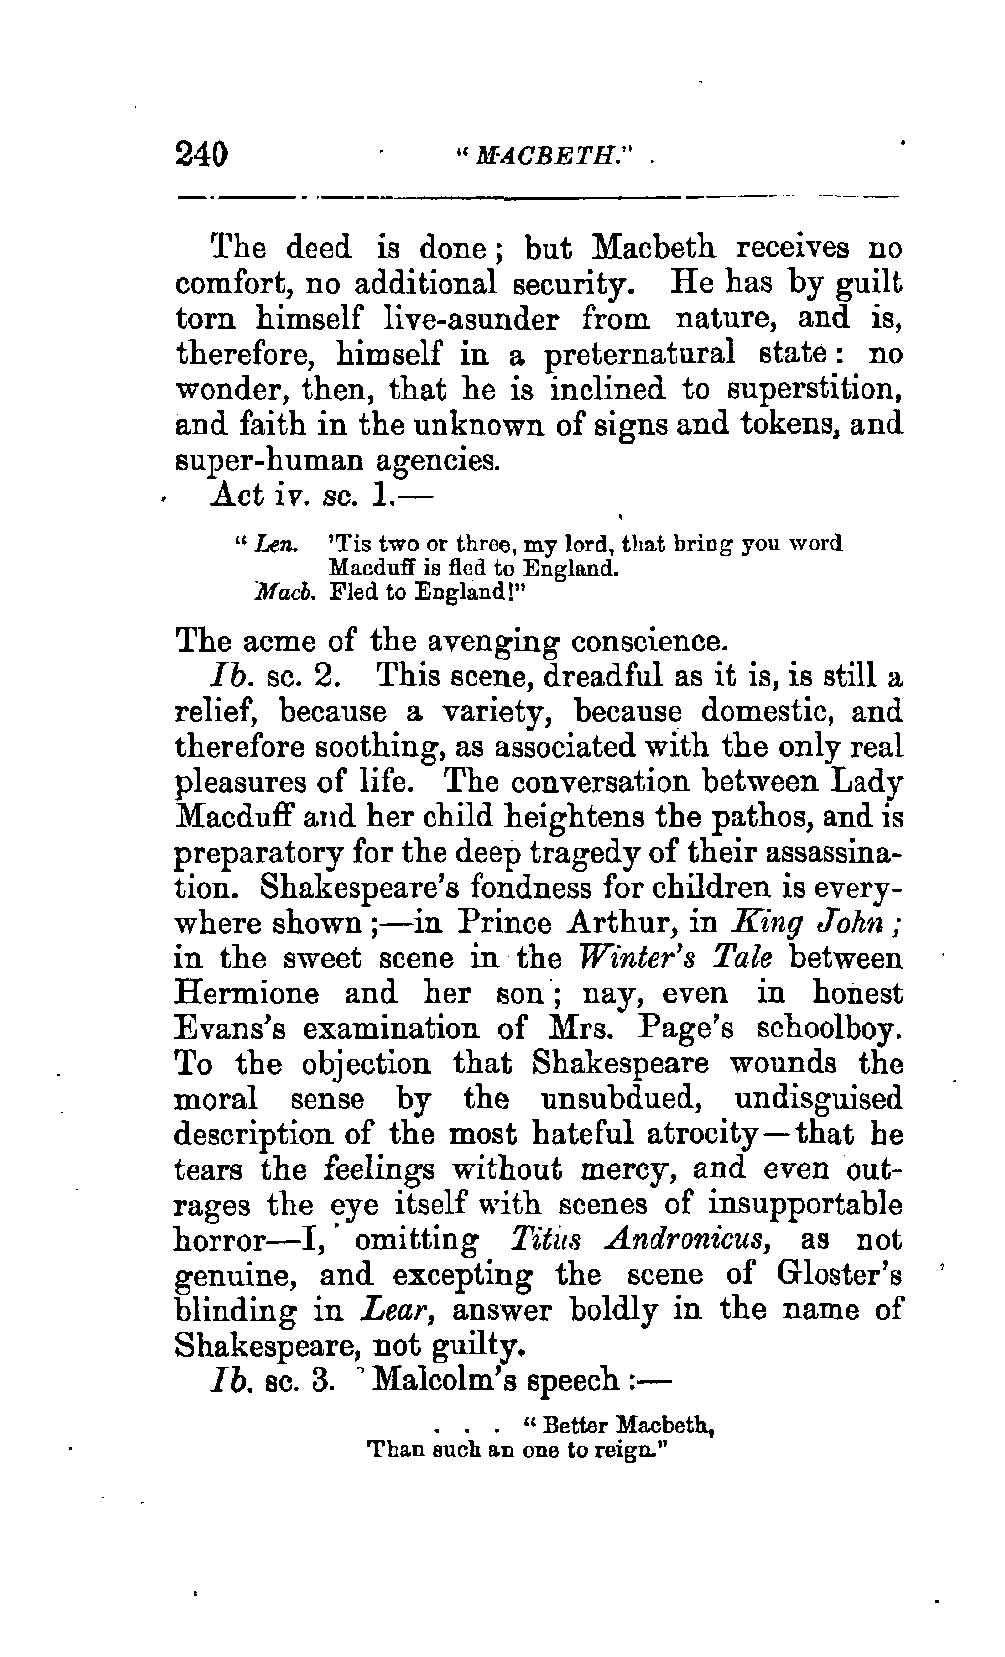 240 "MACBETH."
The deed is done; but Macbeth receives no
comfort, no additional security. He has by guilt
torn himself live-asunder from nature, and is,
therefore, himself in a preternatural state: no
wonder, then, that he is inclined to superstition,
and faith in the unknown of signs and tokens, and
super-human agencies.
Act iv. sc. 1.—
"Len. 'Tis two or three, my lord, that bring you word
Macduff is fled to England.
Macb. Fled to England!"
The acme of the avenging conscience.
Ib. sc. 2. This scene, dreadful as it is, is still a
relief, because a variety, because domestic, and
therefore soothing, as associated with the only real
pleasures of life. The conversation between Lady
Macduff and her child heightens the pathos, and is
preparatory for the deep tragedy of their assassina-
tion. Shakespeare's fondness for children is every-
where shown;—in Prince Arthur, in King John;
in the sweet scene in the Winter's Tale between
Hermione and her son; nay, even in honest
Evans's examination of Mrs. Page's schoolboy.
To the objection that Shakespeare wounds the
moral sense by the unsubdued, undisguised
description of the most hateful atrocity—that he
tears the feelings without mercy, and even out-
rages the eye itself with scenes of insupportable
horror—I, omitting Titus Andronicus, as not
genuine, and excepting the scene of Gloster's
blinding in Lear, answer boldly in the name of
Shakespeare, not guilty.
Ib. sc. 3. Malcolm's speech:—
. . . "Better Macbeth,
Than such an one to reign."